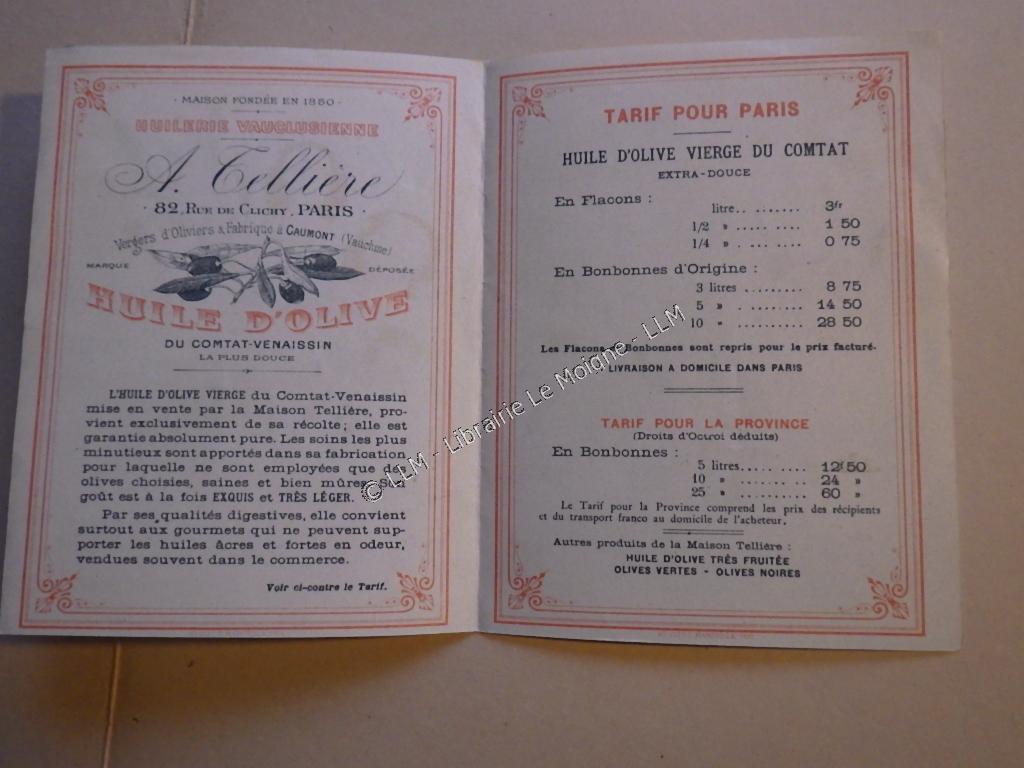 · MAISON FONDÉE EN 1850 ·
HUILERIE VAUCLUSIENNE
A. Tellière
· 82, RUE DE CLICHY, PARIS ·
Vergers d'Oliviers & Fabrique à CAUMONT (Vaucluse)
MARQUE DÉPOSÉE
HUILE D'OLIVE
DU COMTAT-VENAISSIN
LA PLUS DOUCE
L'HUILE D'OLIVE VIERGE du Comtat-Venaissin
mise en vente par la Maison Tellière, pro-
vient exclusivement de sa récolte; elle est
garantie absolument pure. Les soins les plus
minutieux sont apportés dans sa fabrication
pour laquelle ne sont employées que des
olives choisies, saines et bien mûres. Son
goût est à la fois EXQUIS et TRÈS LÉGER.
Par ses qualités digestives, elle convient
surtout aux gourmets qui ne peuvent sup-
porter les huiles âcres et fortes en odeur,
vendues souvent dans le commerce.
Voir ci-contre le Tarif.
TARIF POUR PARIS
HUILE D'OLIVE VIERGE DU COMTAT
EXTRA-DOUCE
En Flacons :
litre.. ........ 3fr
1/2 » ..... ..... 1 50
1/4 » . ... ..... 0 75
En Bonbonnes d'Origine :
3 litres ......... 8 75
5 » .......... 14 50
10 » .......... 28 50
Les Flacons et Bonbonnes sont repris pour le prix facturé.
LIVRAISON A DOMICILE DANS PARIS
TARIF POUR LA PROVINCE
(Droits d'Octroi déduits)
En Bonbonnes :
5 litres..... ..... 12f 50
10 » ..... ..... 24 »
25 » .......... 60 »
Le Tarif pour la Province comprend les prix des récipients
et du transport franco au domicile de l'acheteur.
Autres produits de la Maison Tellière :
HUILE D'OLIVE TRÈS FRUITÉE
OLIVES VERTES - OLIVES NOIRES
© LLM - Librairie Le Moigne - LLM